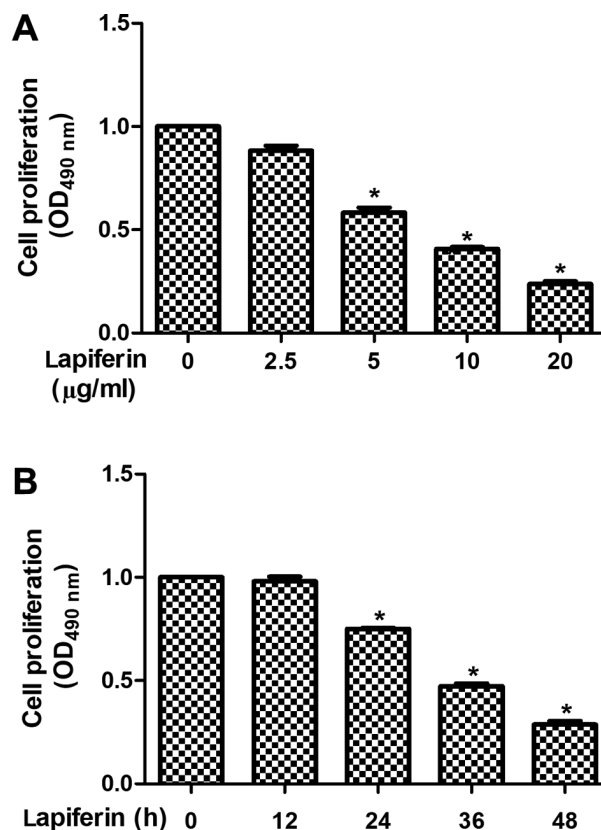 A
Cell proliferation
(OD490 nm)
1.5
1.0
0.5
0.0
*
*
*
Lapiferin
(μg/ml)
0 2.5 5 10 20
B
Cell proliferation
(OD490 nm)
1.5
1.0
0.5
0.0
*
*
*
Lapiferin (h) 0 12 24 36 48